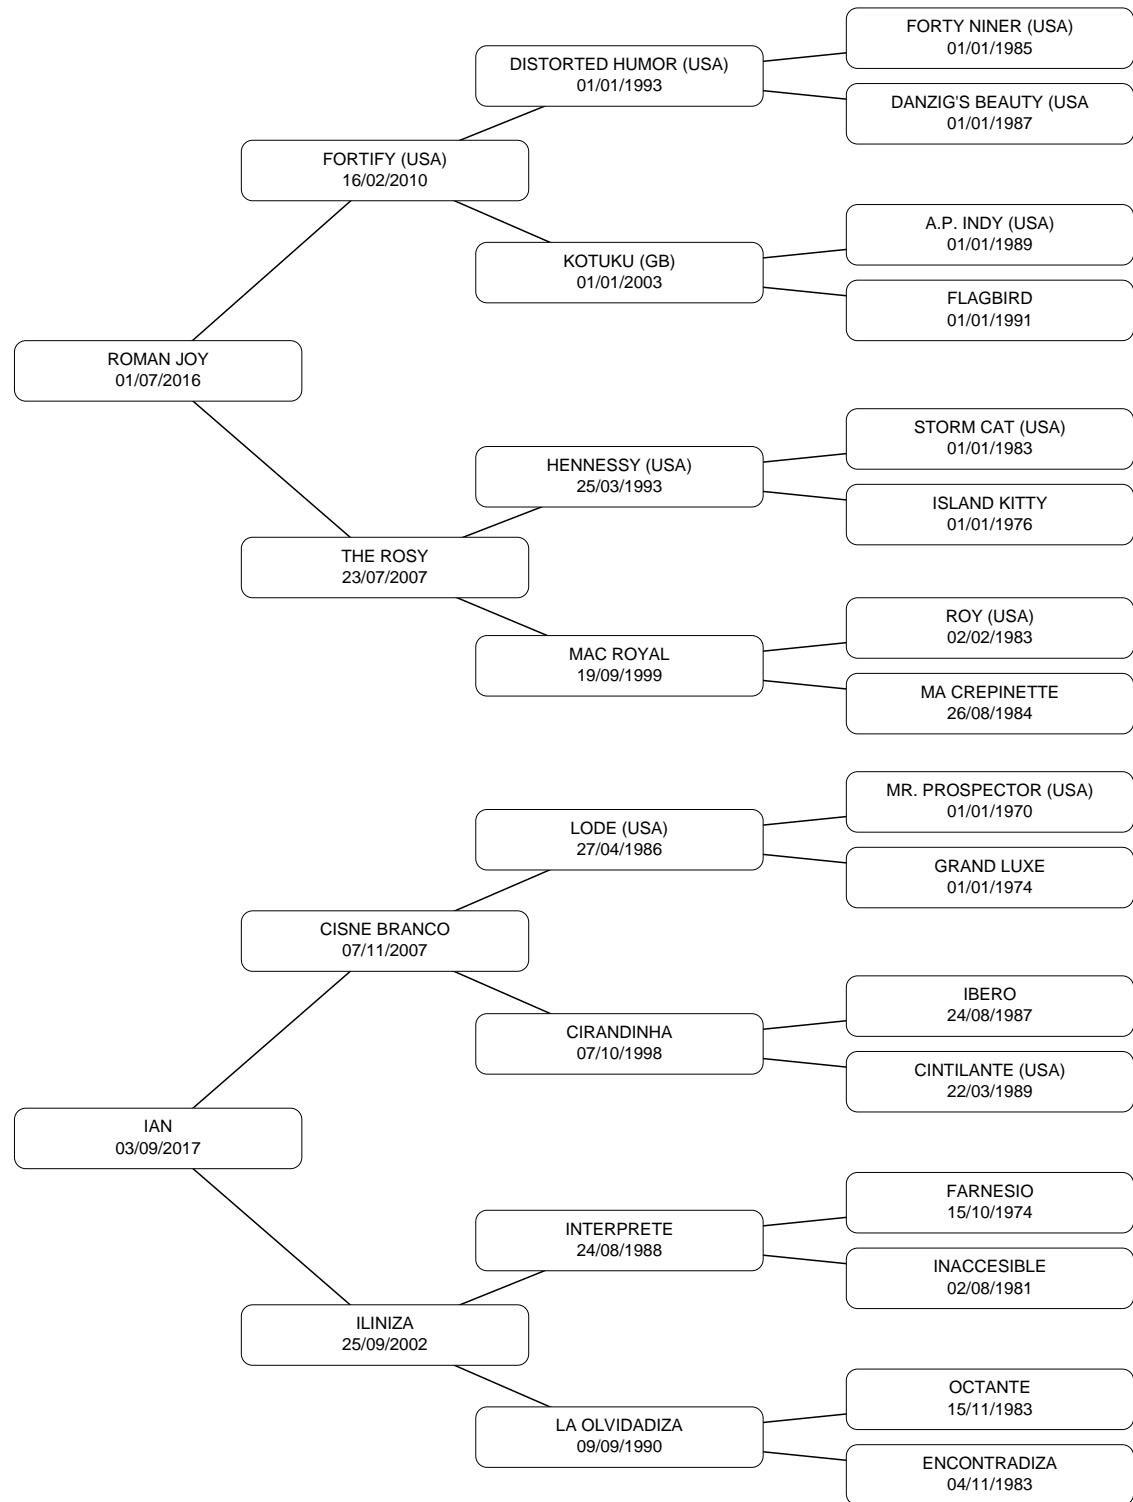 FORTY NINER (USA)
01/01/1985
DISTORTED HUMOR (USA)
01/01/1993
DANZIG'S BEAUTY (USA
01/01/1987
FORTIFY (USA)
16/02/2010
A.P. INDY (USA)
01/01/1989
KOTUKU (GB)
01/01/2003
FLAGBIRD
01/01/1991
ROMAN JOY
01/07/2016
STORM CAT (USA)
01/01/1983
HENNESSY (USA)
25/03/1993
ISLAND KITTY
01/01/1976
THE ROSY
23/07/2007
ROY (USA)
02/02/1983
MAC ROYAL
19/09/1999
MA CREPINETTE
26/08/1984
MR. PROSPECTOR (USA)
01/01/1970
LODE (USA)
27/04/1986
GRAND LUXE
01/01/1974
CISNE BRANCO
07/11/2007
IBERO
24/08/1987
CIRANDINHA
07/10/1998
CINTILANTE (USA)
22/03/1989
IAN
03/09/2017
FARNESIO
15/10/1974
INTERPRETE
24/08/1988
INACCESIBLE
02/08/1981
ILINIZA
25/09/2002
OCTANTE
15/11/1983
LA OLVIDADIZA
09/09/1990
ENCONTRADIZA
04/11/1983